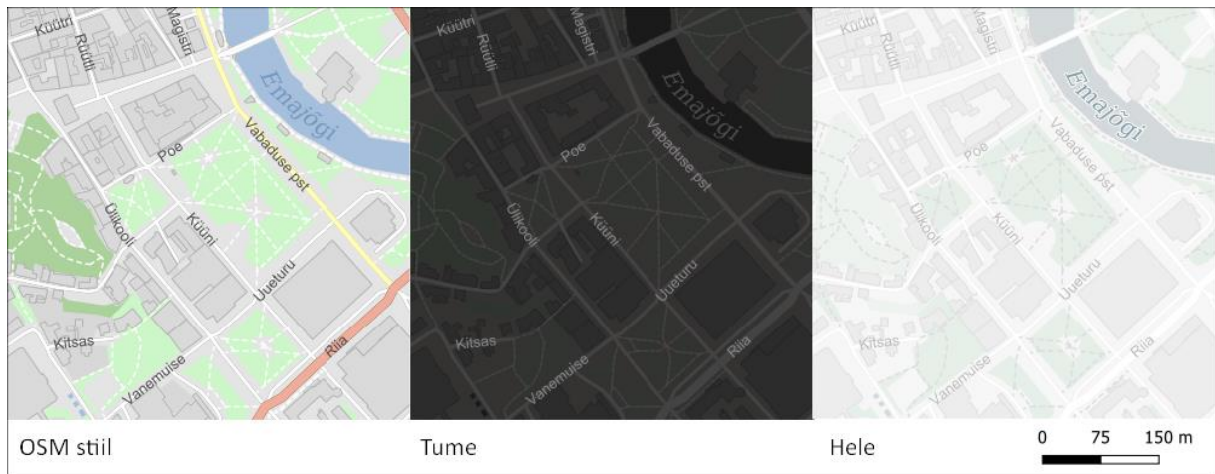 Küütri
Rüütli
Magistri
Emajõgi
Vabaduse pst
Poe
Ülikooli
Küüni
Uueturu
Kitsas
Vanemuise
Riia
Küütri
Rüütli
Magistri
Emajõgi
Vabaduse pst
Poe
Ülikooli
Küüni
Uueturu
Kitsas
Vanemuise
Riia
Küütri
Rüütli
Magistri
Emajõgi
Vabaduse pst
Poe
Ülikooli
Küüni
Uueturu
Kitsas
Vanemuise
Riia
OSM stiil
Tume
Hele
0 75 150 m